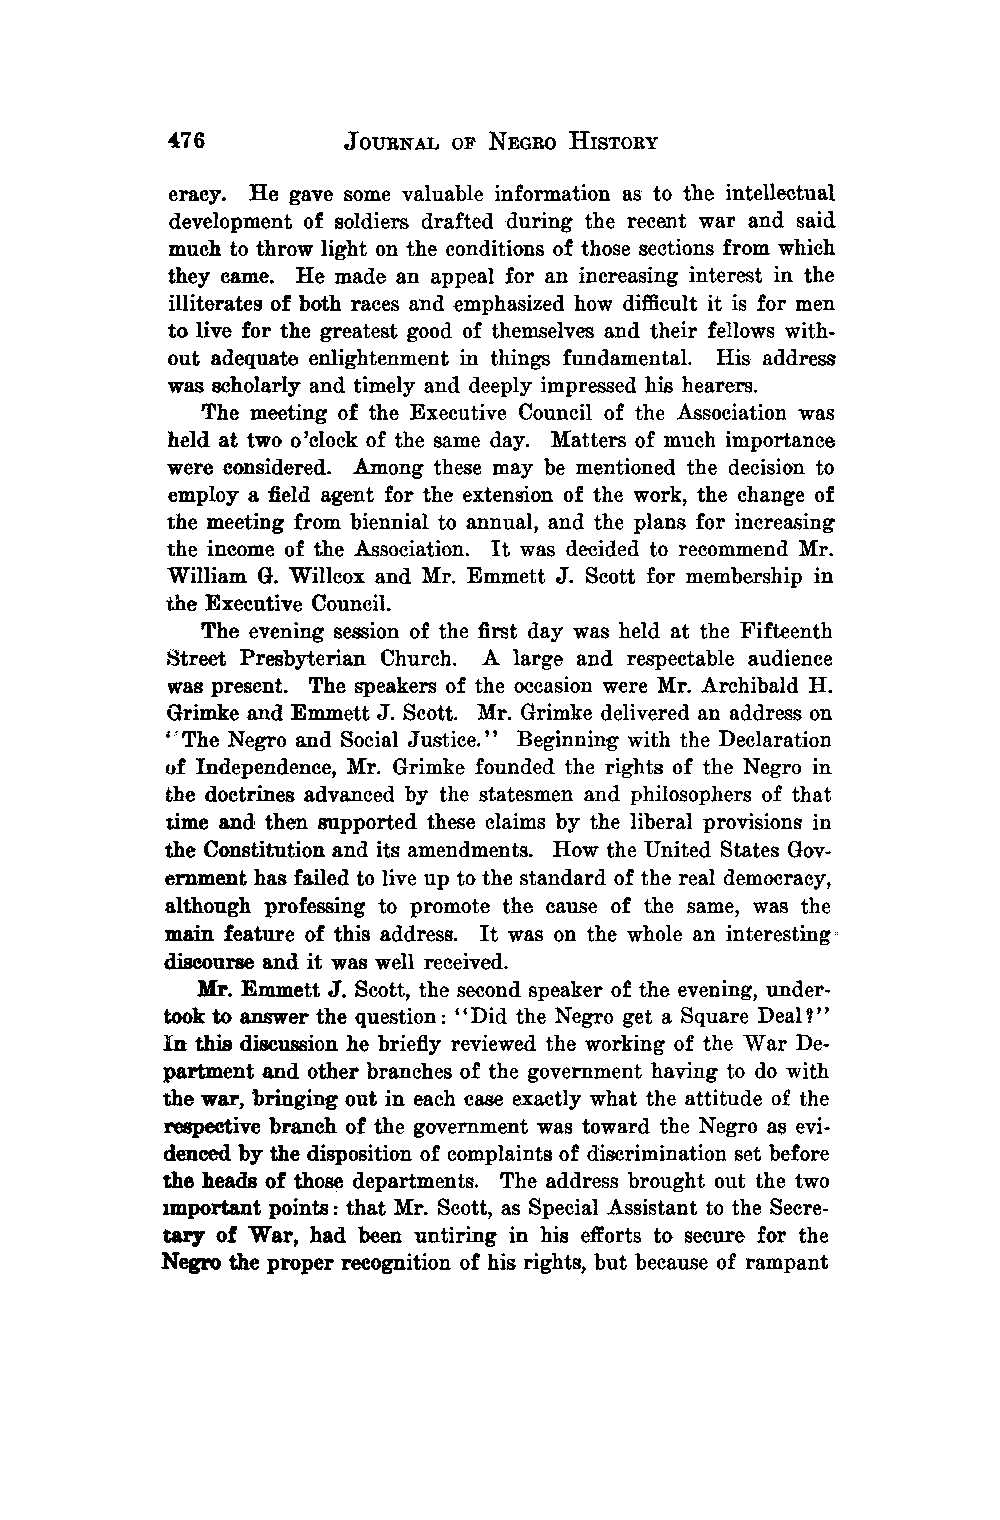 476 JOURNAL OF NEGRO HISTORY
eracy. He gave some valuable information as to the intellectual
development of soldiers drafted during the recent war and said
much to throw light on the conditions of those sections from which
they came. He made an appeal for an increasing interest in the
illiterates of both races and emphasized how difficult it is for men
to live for the greatest good of themselves and their fellows with-
out adequate enlightenment in things fundamental. His address
was scholarly and timely and deeply impressed his hearers.
The meeting of the Executive Council of the Association was
held at two o'clock of the same day. Matters of much importance
were considered. Among these may be mentioned the decision to
employ a field agent for the extension of the work, the change of
the meeting from biennial to annual, and the plans for increasing
the income of the Association. It was decided to recommend Mr.
William G. Willcox and Mr. Emmett J. Scott for membership in
the Executive Council.
The evening session of the first day was held at the Fifteenth
Street Presbyterian Church. A large and respectable audience
was present. The speakers of the occasion were Mr. Archibald H.
Grimke and Emmett J. Scott. Mr. Grimke delivered an address on
"The Negro and Social Justice." Beginning with the Declaration
of Independence, Mr. Grimke founded the rights of the Negro in
the doctrines advanced by the statesmen and philosophers of that
time and then supported these claims by the liberal provisions in
the Constitution and its amendments. How the United States Gov-
ernment has failed to live up to the standard of the real democracy,
although professing to promote the cause of the same, was the
main feature of this address. It was on the whole an interesting
discourse and it was well received.
Mr. Emmett J. Scott, the second speaker of the evening, under-
took to answer the question: "Did the Negro get a Square Deal?"
In this discussion he briefly reviewed the working of the War De-
partment and other branches of the government having to do with
the war, bringing out in each case exactly what the attitude of the
respective branch of the government was toward the Negro as evi-
denced by the disposition of complaints of discrimination set before
the heads of those departments. The address brought out the two
important points: that Mr. Scott, as Special Assistant to the Secre-
tary of War, had been untiring in his efforts to secure for the
Negro the proper recognition of his rights, but because of rampant